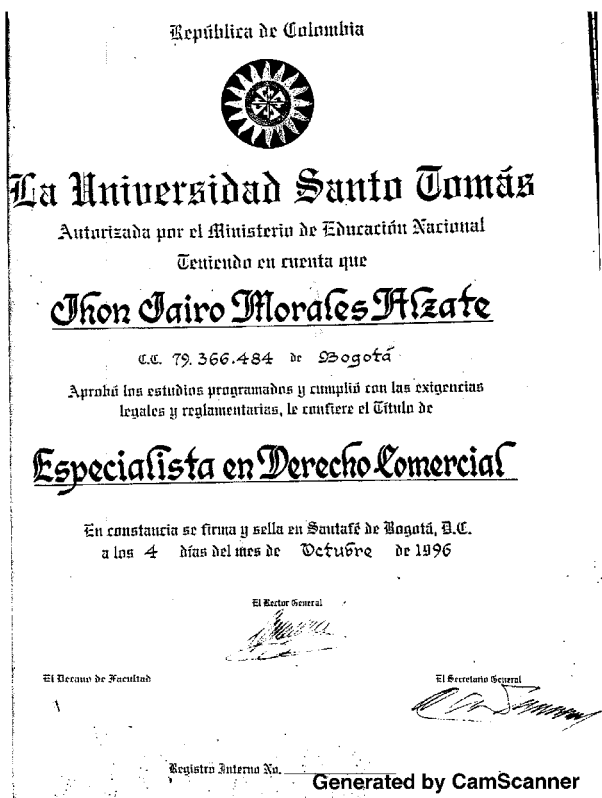 República de Colombia
La Universidad Santo Tomás
Autorizada por el Ministerio de Educación Nacional
Teniendo en cuenta que
Jhon Jairo Morales Alzate
C.C. 79.366.484 de Bogotá
Aprobó los estudios programados y cumplió con las exigencias
legales y reglamentarias, le confiere el Título de
Especialista en Derecho Comercial
En constancia se firma y sella en Santafé de Bogotá, D.C.
a los 4 días del mes de Octubre de 1996
El Rector General
El Decano de Facultad
El Secretario General
Registro Interno No.
Generated by CamScanner